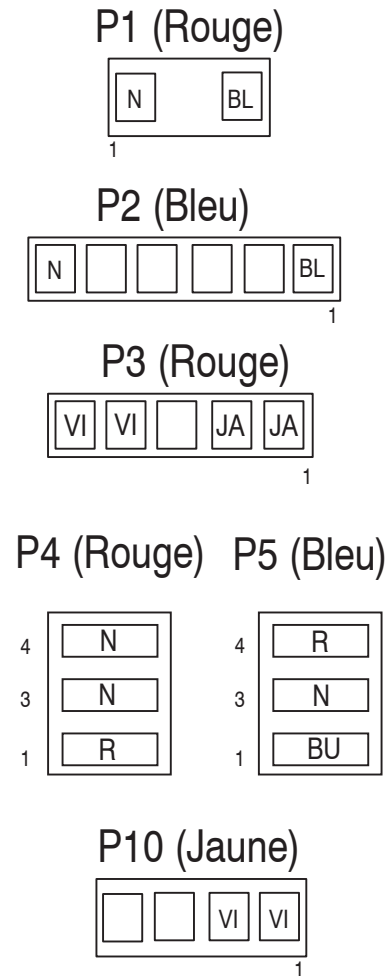 P1 (Rouge)
N BL
1
P2 (Bleu)
N BL
1
P3 (Rouge)
VI VI JA JA
1
P4 (Rouge) P5 (Bleu)
4 N 4 R
3 N 3 N
1 R 1 BU
P10 (Jaune)
VI VI
1